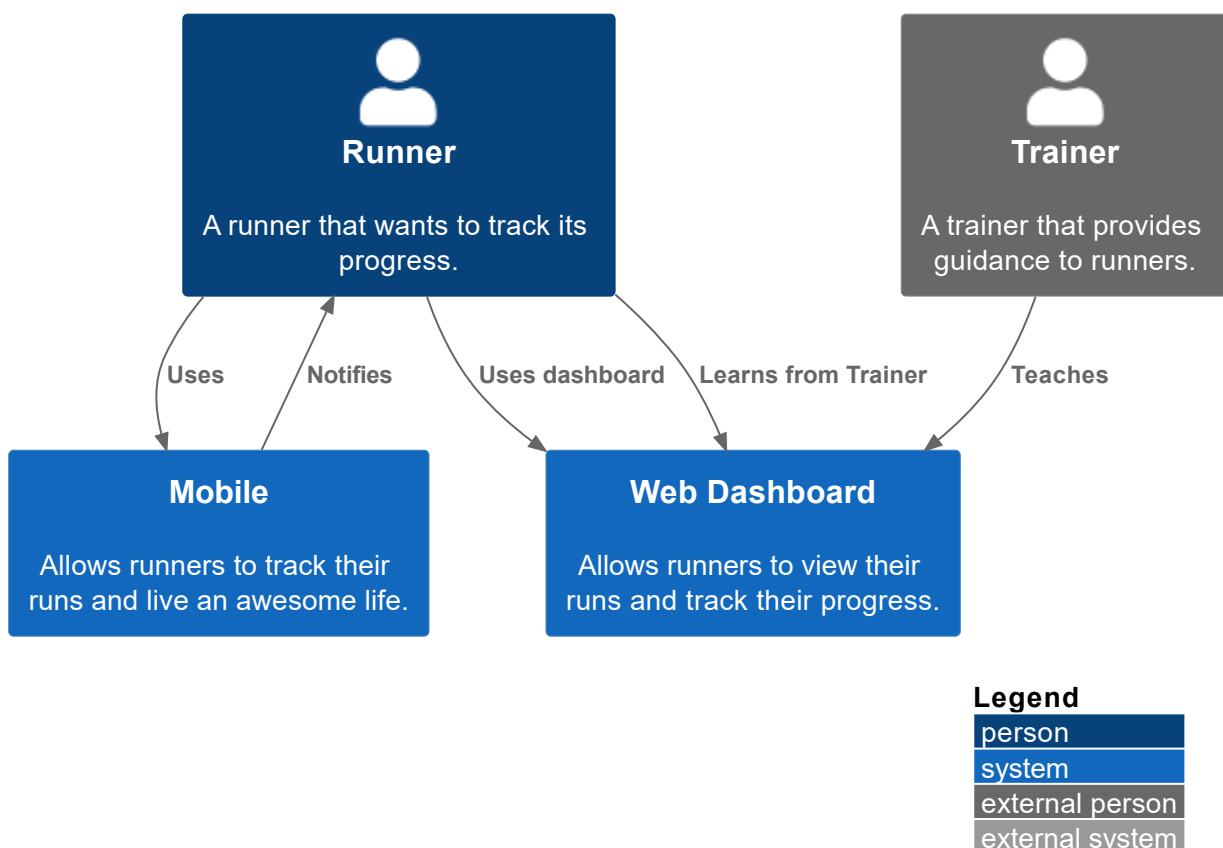 Runner
A runner that wants to track its
progress.
Trainer
A trainer that provides
guidance to runners.
Uses
Notifies
Uses dashboard
Learns from Trainer
Teaches
Mobile
Allows runners to track their
runs and live an awesome life.
Web Dashboard
Allows runners to view their
runs and track their progress.
Legend
person
system
external person
external system